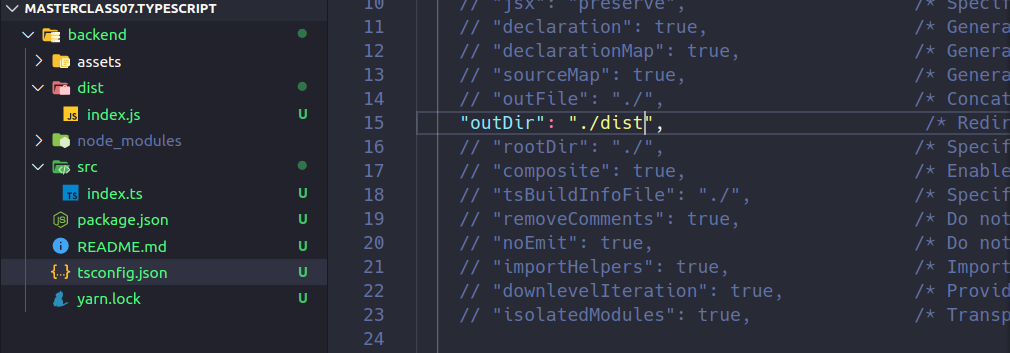 MASTERCLASS07.TYPESCRIPT
backend
assets
dist
JS index.js U
node_modules
src
TS index.ts U
JS package.json U
README.md U
{..} tsconfig.json U
yarn.lock U
10 // "jsx": "preserve", /* Specif
11 // "declaration": true, /* Genera
12 // "declarationMap": true, /* Genera
13 // "sourceMap": true, /* Genera
14 // "outFile": "./", /* Concat
15 "outDir": "./dist", /* Redir
16 // "rootDir": "./", /* Specif
17 // "composite": true, /* Enable
18 // "tsBuildInfoFile": "./", /* Specif
19 // "removeComments": true, /* Do not
20 // "noEmit": true, /* Do not
21 // "importHelpers": true, /* Import
22 // "downlevelIteration": true, /* Provid
23 // "isolatedModules": true, /* Transp
24